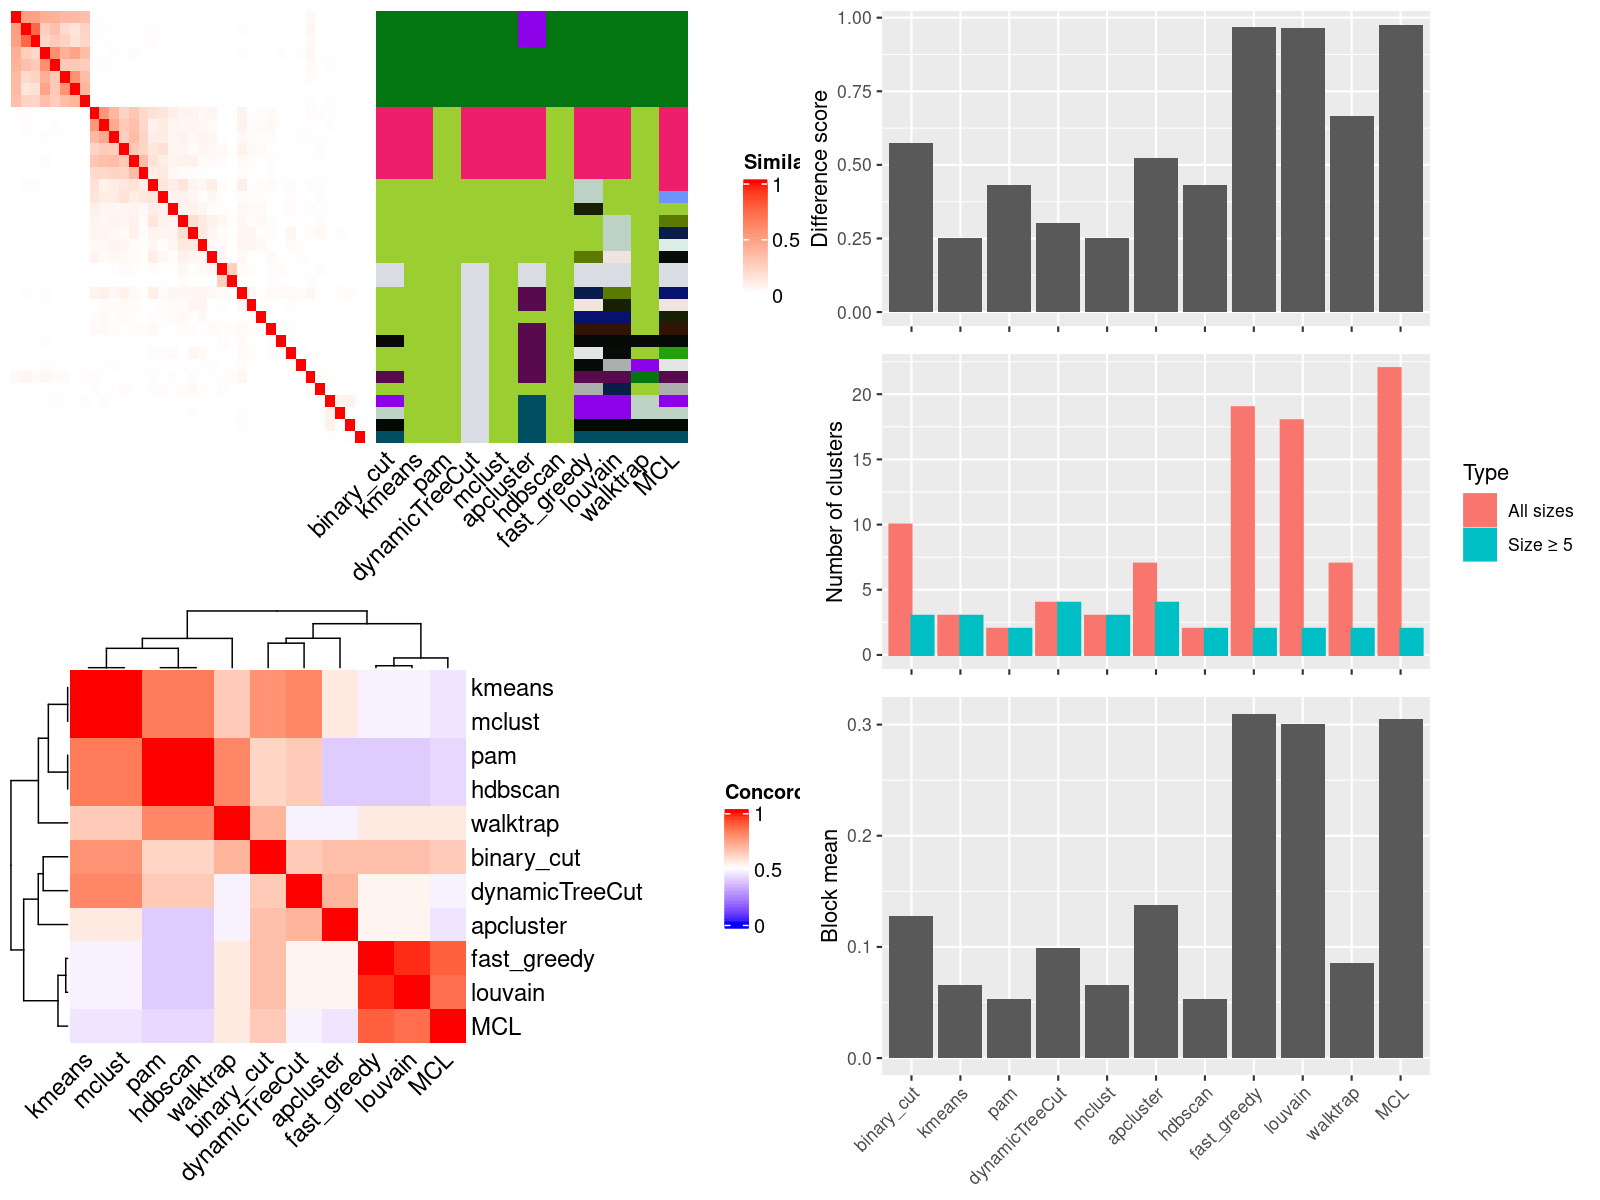 Simila
1
0.5
0
binary_cut
kmeans
pam
dynamicTreeCut
mclust
apcluster
hdbscan
fast_greedy
louvain
walktrap
MCL
kmeans
mclust
pam
hdbscan
walktrap
binary_cut
dynamicTreeCut
apcluster
fast_greedy
louvain
MCL
Concord
1
0.5
0
kmeans
mclust
pam
hdbscan
walktrap
binary_cut
dynamicTreeCut
apcluster
fast_greedy
louvain
MCL
Difference score
1.00
0.75
0.50
0.25
0.00
Number of clusters
20
15
10
5
0
Type
All sizes
Size ≥ 5
Block mean
0.3
0.2
0.1
0.0
binary_cut
kmeans
pam
dynamicTreeCut
mclust
apcluster
hdbscan
fast_greedy
louvain
walktrap
MCL